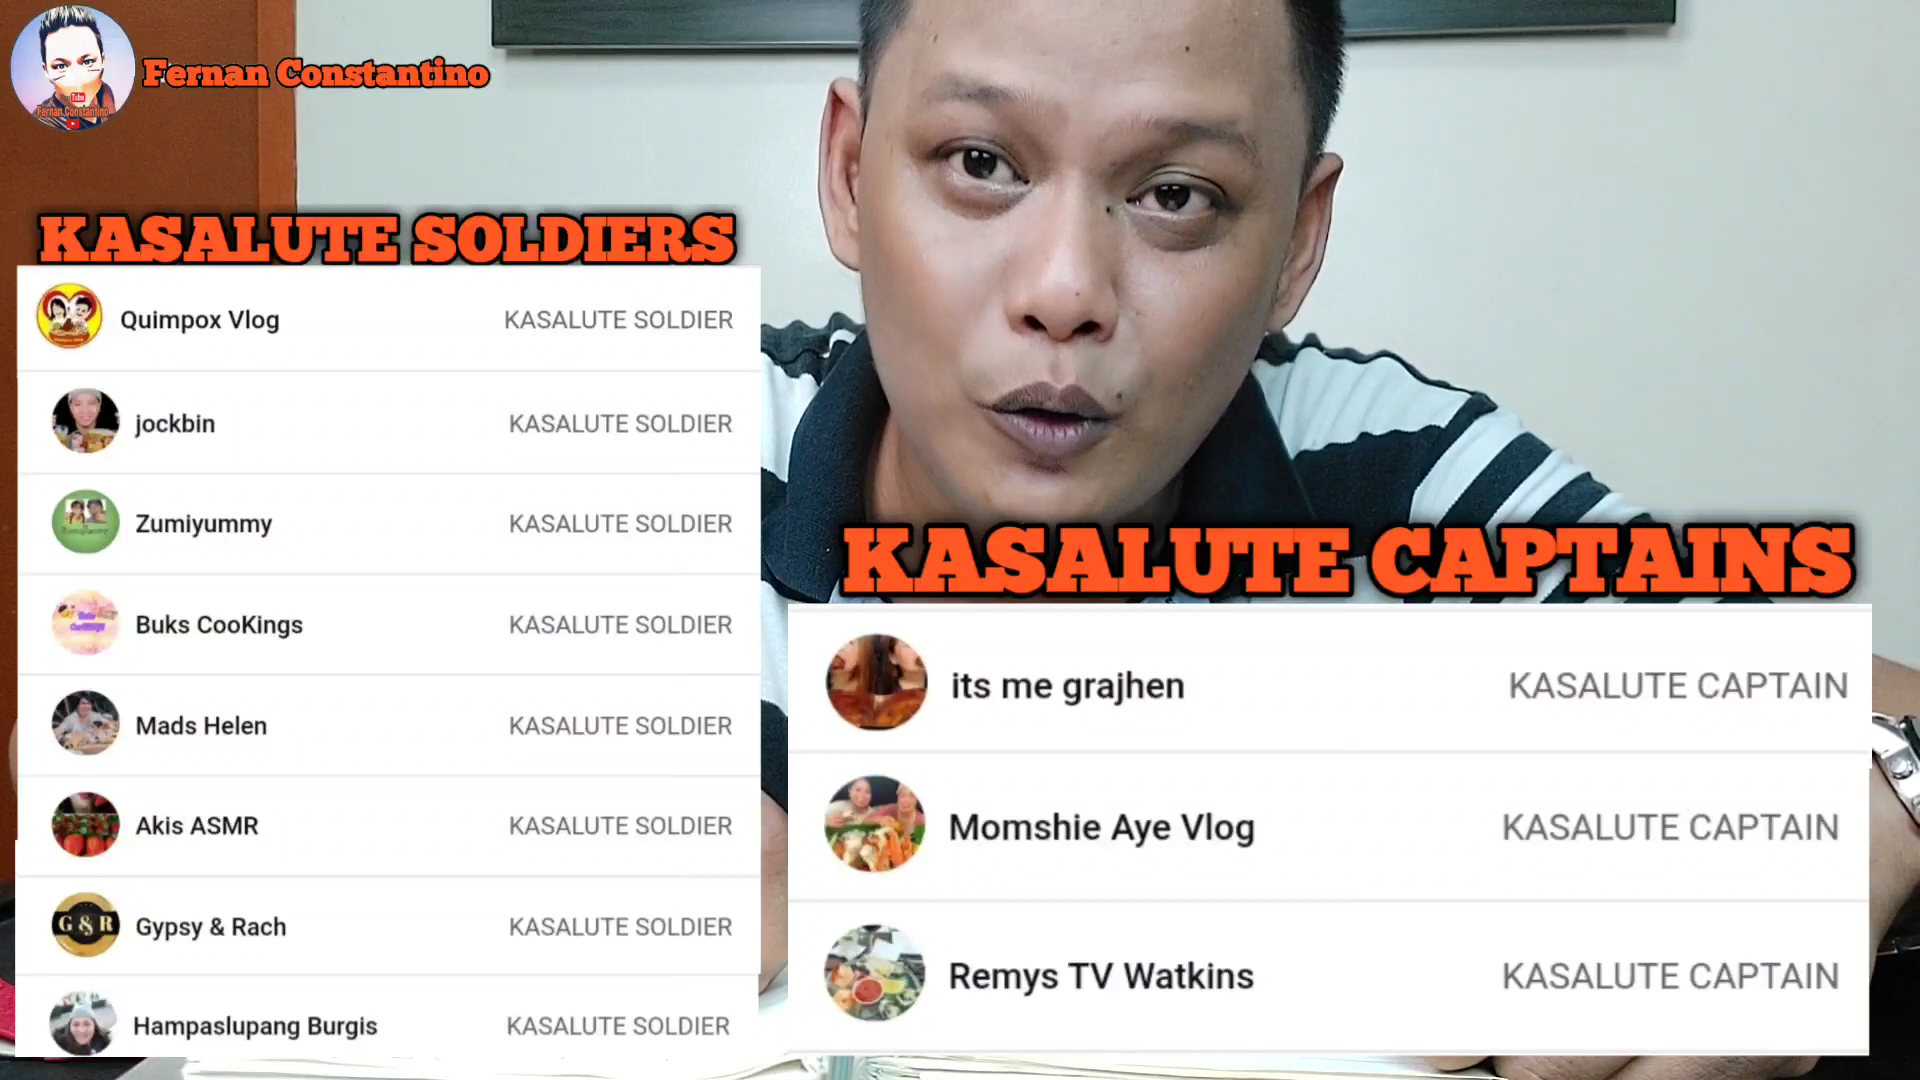 Fernan Constantino
Fernan Constantino
KASALUTE SOLDIERS
Quimpox Vlog KASALUTE SOLDIER
jockbin KASALUTE SOLDIER
Zumiyummy KASALUTE SOLDIER
Buks CooKings KASALUTE SOLDIER
Mads Helen KASALUTE SOLDIER
Akis ASMR KASALUTE SOLDIER
G & R
Gypsy & Rach KASALUTE SOLDIER
Hampaslupang Burgis KASALUTE SOLDIER
KASALUTE CAPTAINS
its me grajhen KASALUTE CAPTAIN
Momshie Aye Vlog KASALUTE CAPTAIN
Remys TV Watkins KASALUTE CAPTAIN